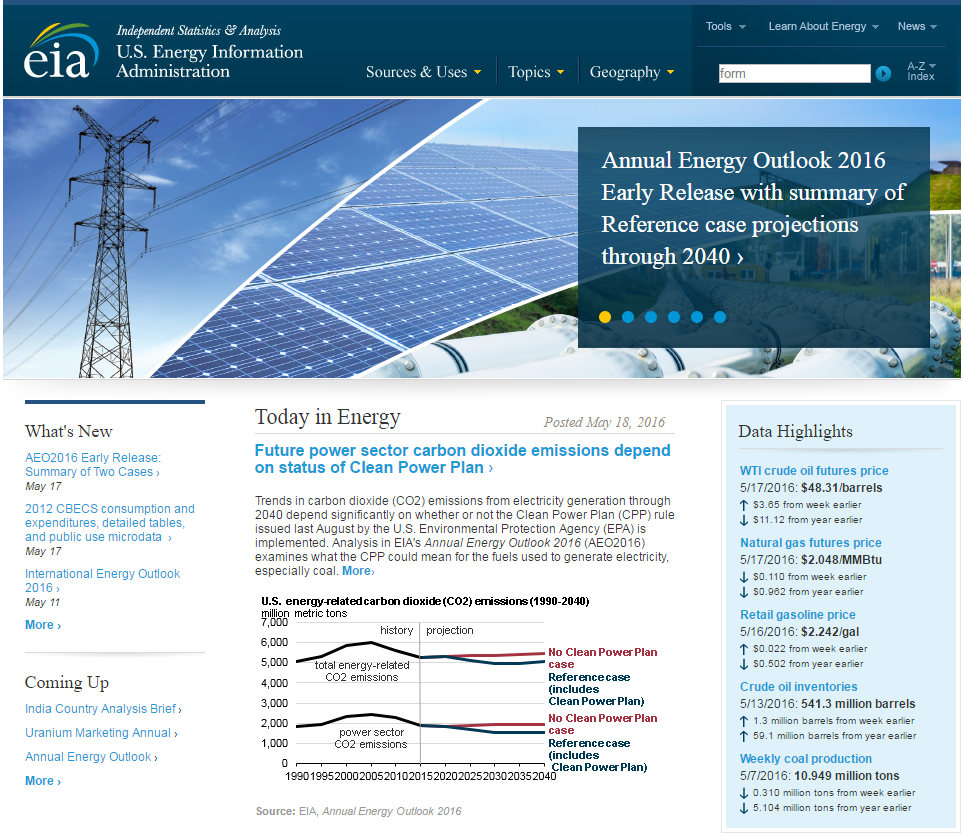 Independent Statistics & Analysis
eia
U.S. Energy Information
Administration
Sources & Uses
Topics
Geography
Tools
Learn About Energy
News
form
A-Z
Index
Annual Energy Outlook 2016
Early Release with summary of
Reference case projections
through 2040 ›
What's New
AEO2016 Early Release:
Summary of Two Cases ›
May 17
2012 CBECS consumption and
expenditures, detailed tables,
and public use microdata ›
May 17
International Energy Outlook
2016 ›
May 11
More ›
Coming Up
India Country Analysis Brief ›
Uranium Marketing Annual ›
Annual Energy Outlook ›
More ›
Today in Energy
Posted May 18, 2016
Future power sector carbon dioxide emissions depend
on status of Clean Power Plan ›
Trends in carbon dioxide (CO2) emissions from electricity generation through
2040 depend significantly on whether or not the Clean Power Plan (CPP) rule
issued last August by the U.S. Environmental Protection Agency (EPA) is
implemented. Analysis in EIA's Annual Energy Outlook 2016 (AEO2016)
examines what the CPP could mean for the fuels used to generate electricity,
especially coal. More›
U.S. energy-related carbon dioxide (CO2) emissions (1990-2040)
million metric tons
7,000
6,000
5,000
4,000
3,000
2,000
1,000
0
history
projection
total energy-related
CO2 emissions
power sector
CO2 emissions
No Clean Power Plan
case
Reference case
(includes
Clean Power Plan)
No Clean Power Plan
case
Reference case
(includes
Clean Power Plan)
1990 1995 2000 2005 2010 2015 2020 2025 2030 2035 2040
Source: EIA, Annual Energy Outlook 2016
Data Highlights
WTI crude oil futures price
5/17/2016: $48.31/barrels
↑ $3.65 from week earlier
↓ $11.12 from year earlier
Natural gas futures price
5/17/2016: $2.048/MMBtu
↓ $0.110 from week earlier
↓ $0.962 from year earlier
Retail gasoline price
5/16/2016: $2.242/gal
↑ $0.022 from week earlier
↓ $0.502 from year earlier
Crude oil inventories
5/13/2016: 541.3 million barrels
↑ 1.3 million barrels from week earlier
↑ 59.1 million barrels from year earlier
Weekly coal production
5/7/2016: 10.949 million tons
↓ 0.310 million tons from week earlier
↓ 5.104 million tons from year earlier